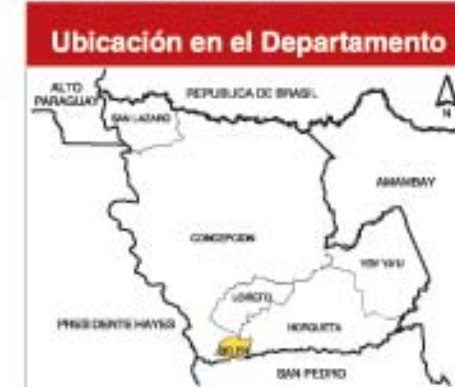 Ubicación en el Departamento
ALTO
PARAGUAY
REPUBLICA DE BRASIL
N
SAN LAZARO
AMAMBAY
CONCEPCION
YBY YAU
LORETO
PRESIDENTE HAYES
HORQUETA
BELEN
SAN PEDRO